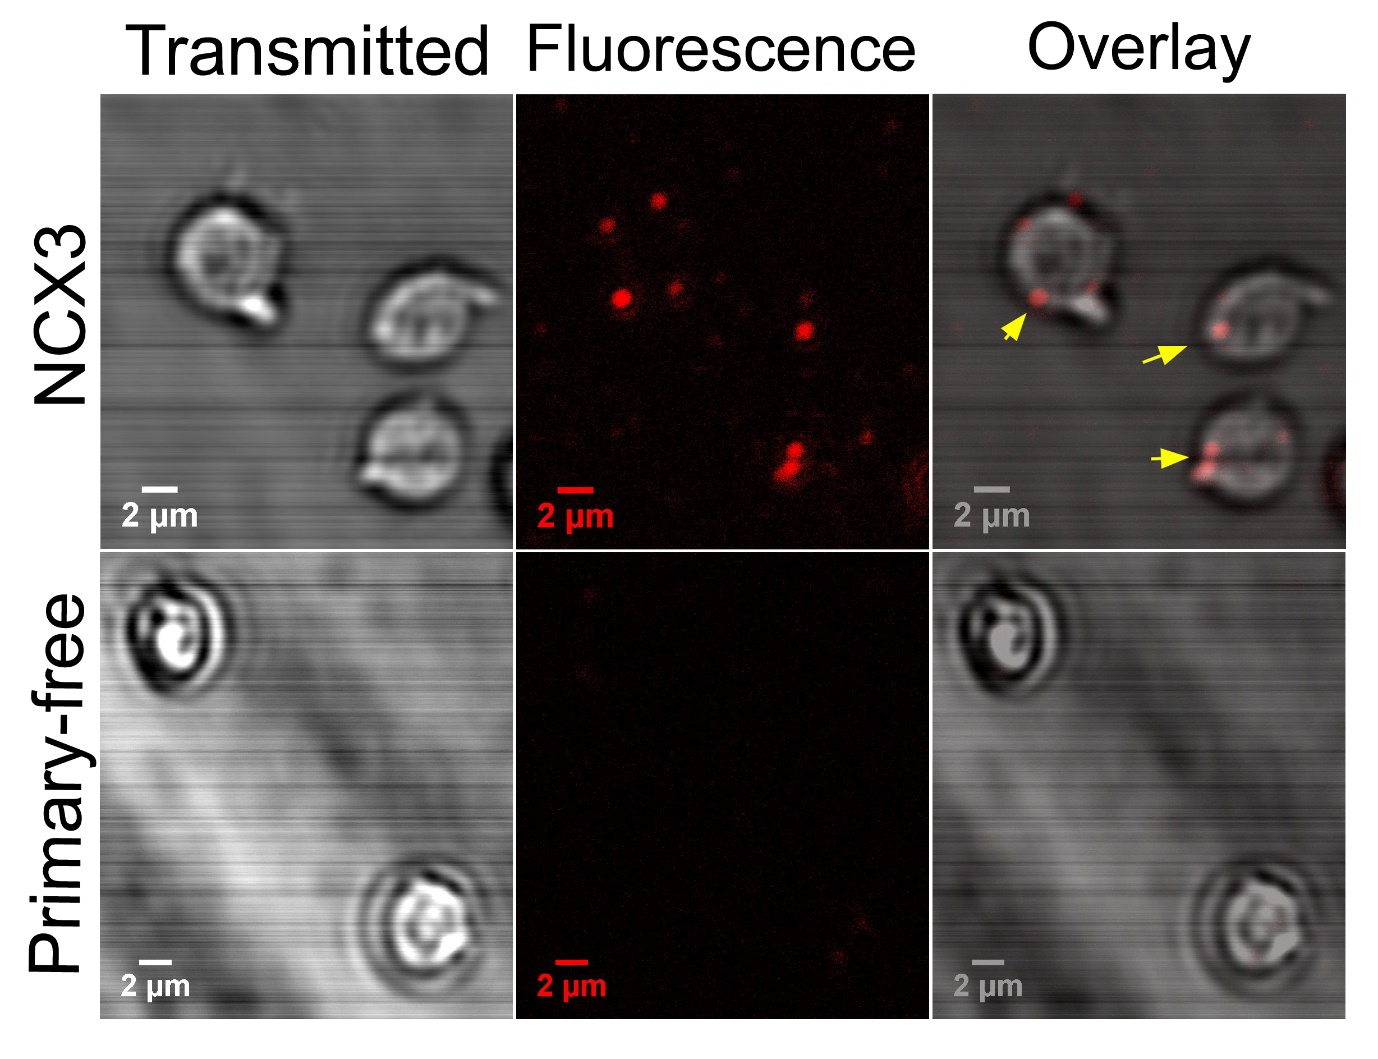 Transmitted Fluorescence Overlay
NCX3
2 µm 2 µm 2 µm
Primary-free
2 µm 2 µm 2 µm